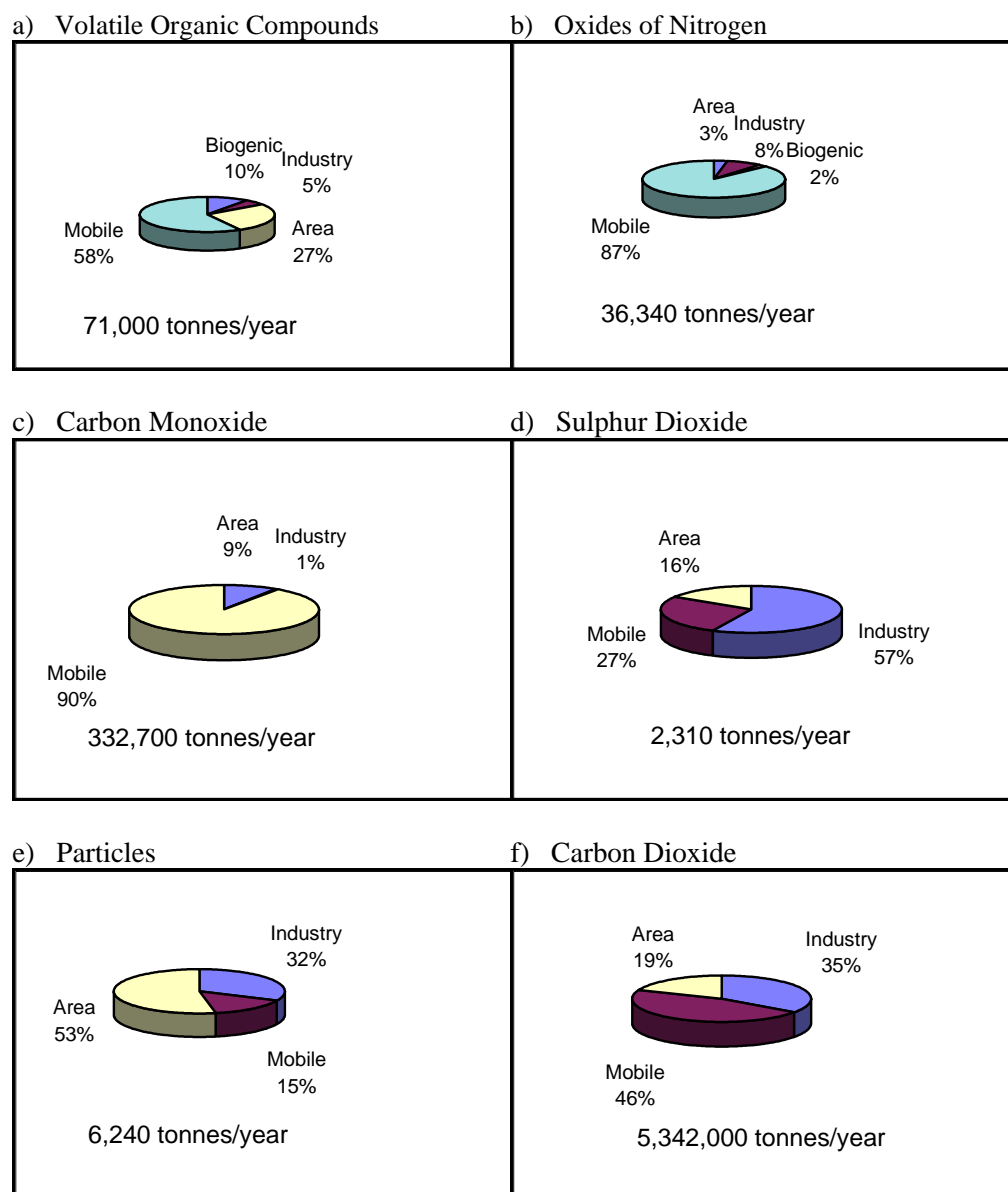 a) Volatile Organic Compounds
Biogenic
10%
Industry
5%
Mobile
58%
Area
27%
71,000 tonnes/year
b) Oxides of Nitrogen
Area
3%
Industry
8%
Biogenic
2%
Mobile
87%
36,340 tonnes/year
c) Carbon Monoxide
Area
9%
Industry
1%
Mobile
90%
332,700 tonnes/year
d) Sulphur Dioxide
Area
16%
Mobile
27%
Industry
57%
2,310 tonnes/year
e) Particles
Industry
32%
Area
53%
Mobile
15%
6,240 tonnes/year
f) Carbon Dioxide
Area
19%
Industry
35%
Mobile
46%
5,342,000 tonnes/year